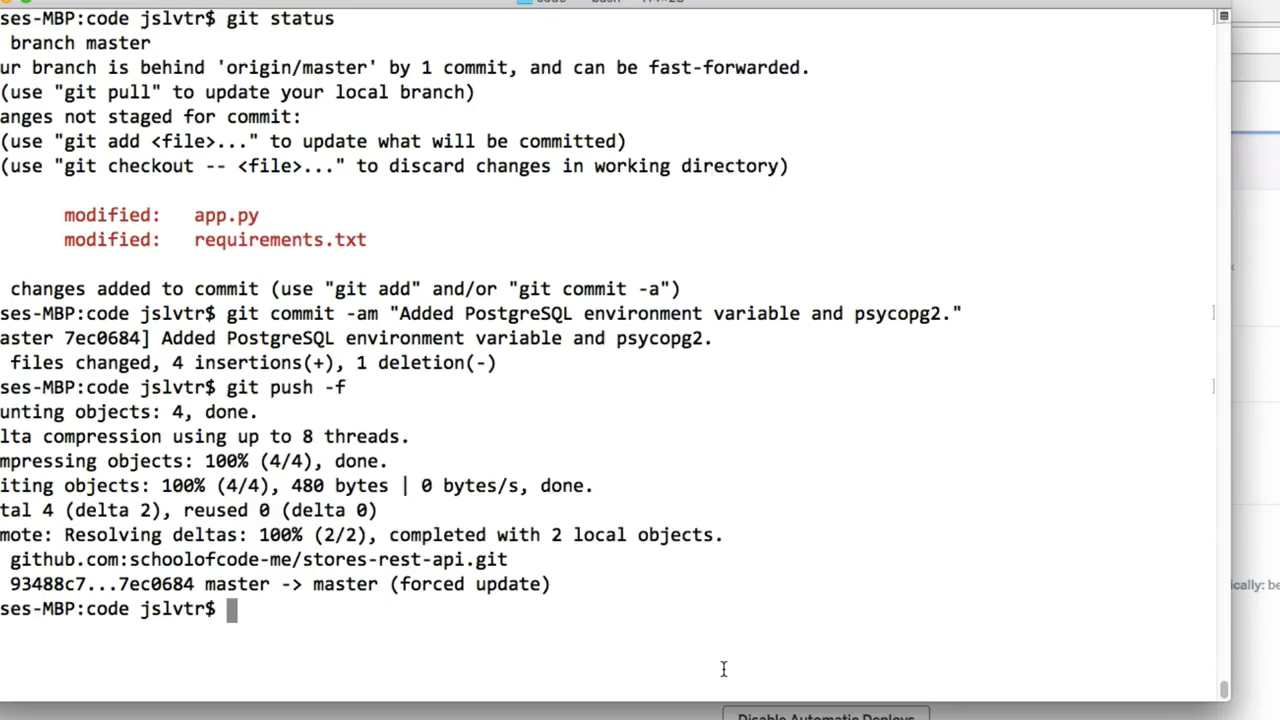 ses-MBP:code jslvtr$ git status
branch master
ur branch is behind 'origin/master' by 1 commit, and can be fast-forwarded.
(use "git pull" to update your local branch)
anges not staged for commit:
(use "git add <file>..." to update what will be committed)
(use "git checkout -- <file>..." to discard changes in working directory)
modified: app.py
modified: requirements.txt
changes added to commit (use "git add" and/or "git commit -a")
ses-MBP:code jslvtr$ git commit -am "Added PostgreSQL environment variable and psycopg2."
aster 7ec0684] Added PostgreSQL environment variable and psycopg2.
files changed, 4 insertions(+), 1 deletion(-)
ses-MBP:code jslvtr$ git push -f
unting objects: 4, done.
lta compression using up to 8 threads.
mpressing objects: 100% (4/4), done.
iting objects: 100% (4/4), 480 bytes | 0 bytes/s, done.
tal 4 (delta 2), reused 0 (delta 0)
mote: Resolving deltas: 100% (2/2), completed with 2 local objects.
github.com:schoolofcode-me/stores-rest-api.git
93488c7...7ec0684 master -> master (forced update)
ically: be
ses-MBP:code jslvtr$
Disable Automatic Deploys